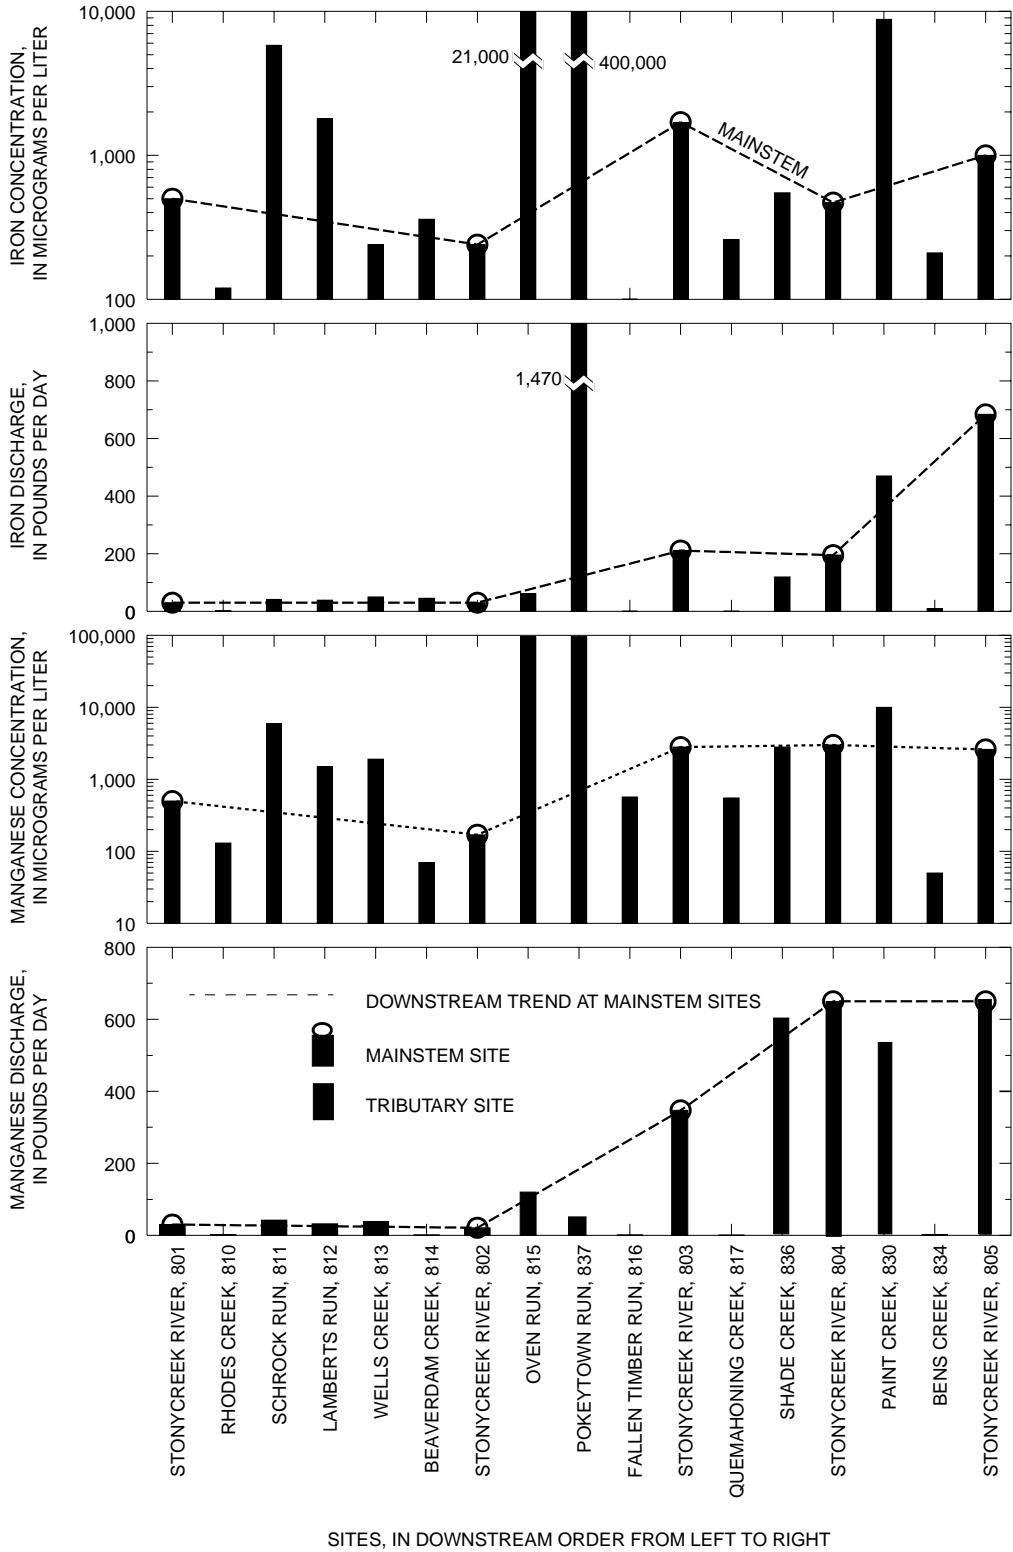 IRON CONCENTRATION,
IN MICROGRAMS PER LITER
10,000
1,000
100
21,000
400,000
MAINSTEM
IRON DISCHARGE,
IN POUNDS PER DAY
1,000
800
600
400
200
0
1,470
MANGANESE CONCENTRATION,
IN MICROGRAMS PER LITER
100,000
10,000
1,000
100
10
MANGANESE DISCHARGE,
IN POUNDS PER DAY
800
600
400
200
0
DOWNSTREAM TREND AT MAINSTEM SITES
MAINSTEM SITE
TRIBUTARY SITE
STONYCREEK RIVER, 801
RHODES CREEK, 810
SCHROCK RUN, 811
LAMBERTS RUN, 812
WELLS CREEK, 813
BEAVERDAM CREEK, 814
STONYCREEK RIVER, 802
OVEN RUN, 815
POKEYTOWN RUN, 837
FALLEN TIMBER RUN, 816
STONYCREEK RIVER, 803
QUEMAHONING CREEK, 817
SHADE CREEK, 836
STONYCREEK RIVER, 804
PAINT CREEK, 830
BENS CREEK, 834
STONYCREEK RIVER, 805
SITES, IN DOWNSTREAM ORDER FROM LEFT TO RIGHT